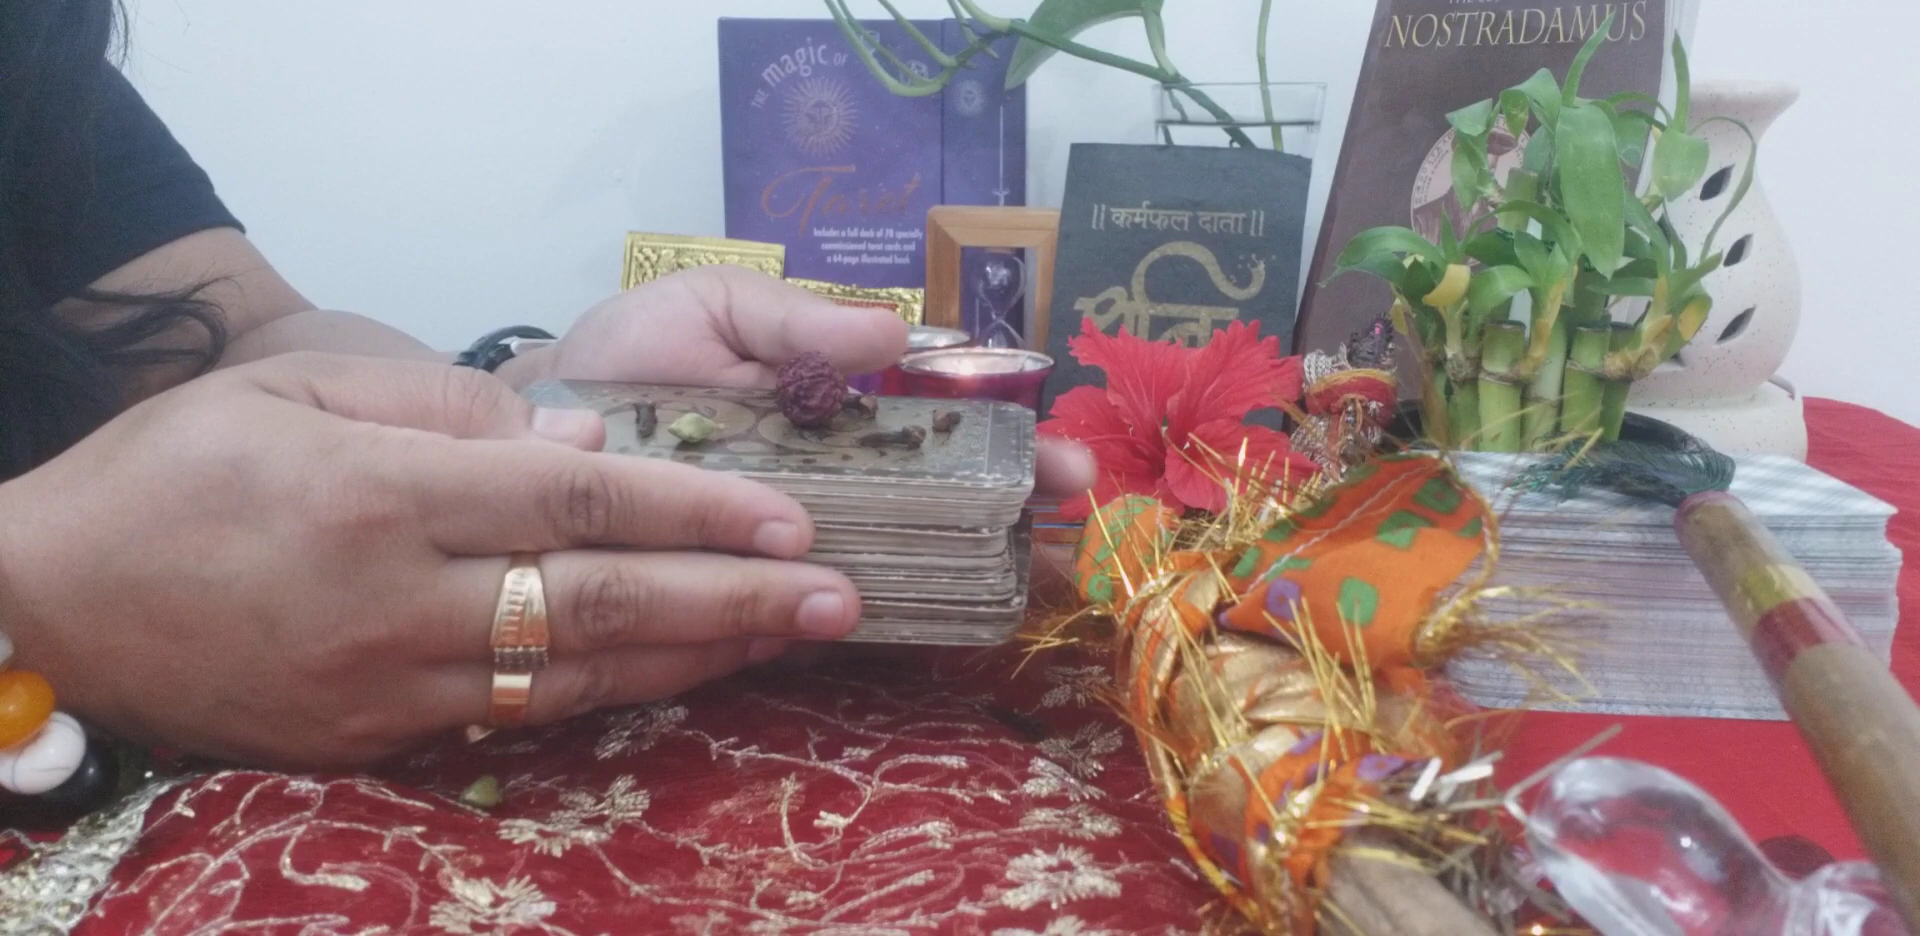 THE magic OF
Tarot
Includes a full deck of 78 specially
commissioned tarot cards and
a 64-page illustrated book
|| कर्मफल दाता ||
शनि
NOSTRADAMUS